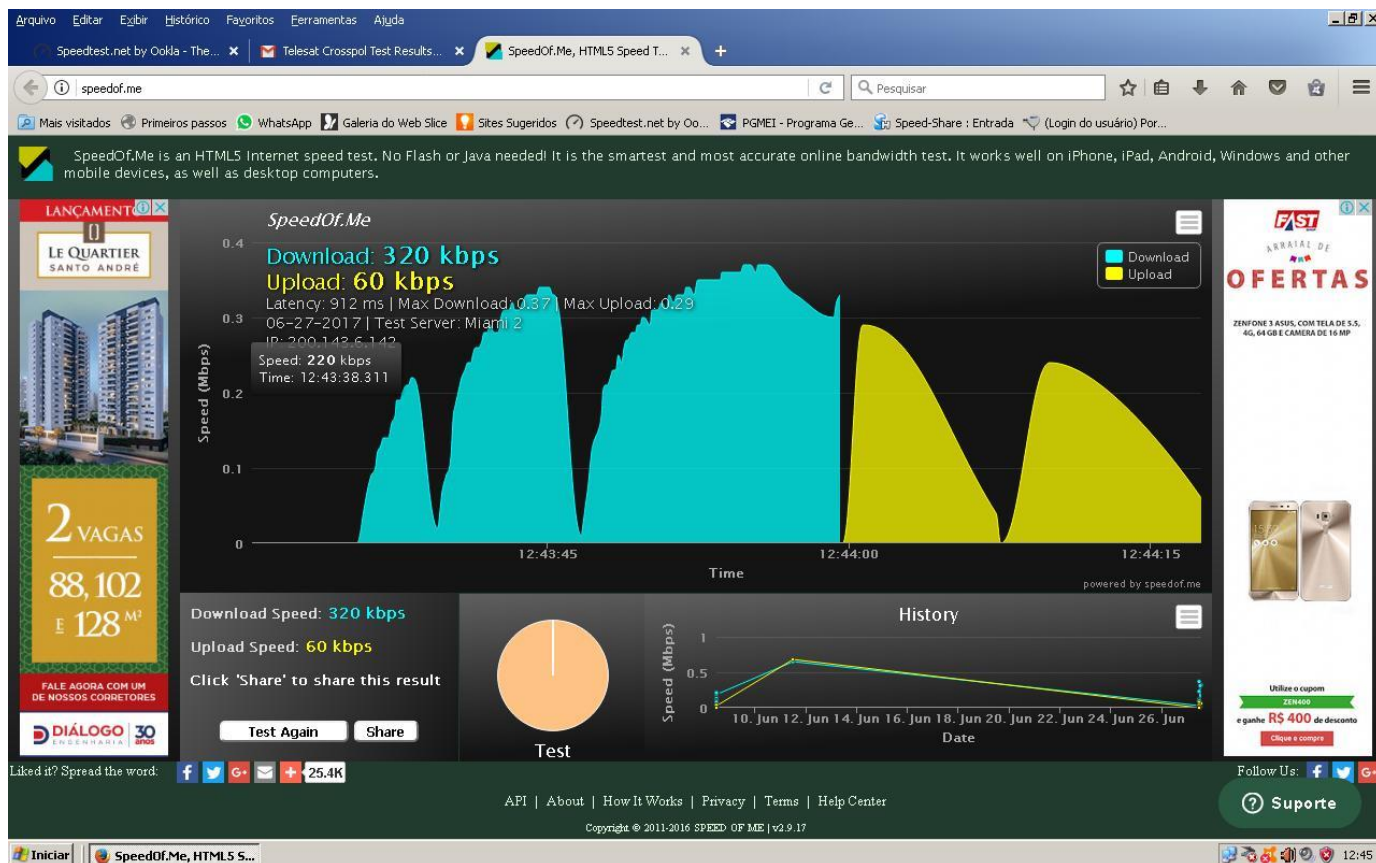 Arquivo Editar Exibir Histórico Favoritos Ferramentas Ajuda
Speedtest.net by Ookla - The...
Telesat Crosspol Test Results...
SpeedOf.Me, HTML5 Speed T...
speedof.me
Pesquisar
Mais visitados Primeiros passos WhatsApp Galeria do Web Slice Sites Sugeridos Speedtest.net by Oo... PGMEI - Programa Ge... Speed-Share : Entrada (Login do usuário) Por...
SpeedOf.Me is an HTML5 Internet speed test. No Flash or Java needed! It is the smartest and most accurate online bandwidth test. It works well on iPhone, iPad, Android, Windows and other
mobile devices, as well as desktop computers.
LANÇAMENTO
LE QUARTIER
SANTO ANDRÉ
2 VAGAS
88,102
E 128 M²
FALE AGORA COM UM
DE NOSSOS CORRETORES
DIÁLOGO
ENGENHARIA
30
anos
SpeedOf.Me
Download: 320 kbps
Upload: 60 kbps
Latency: 912 ms | Max Download: 0.37 | Max Upload: 0.29
06-27-2017 | Test Server: Miami 2
IP: 200.143.6.142
Speed: 220 kbps
Time: 12:43:38.311
Download
Upload
Speed (Mbps)
0.4
0.3
0.2
0.1
0
12:43:45 12:44:00 12:44:15
Time
powered by speedof.me
Download Speed: 320 kbps
Upload Speed: 60 kbps
Click 'Share' to share this result
Test Again
Share
Test
History
Speed (Mbps)
1
0.5
0
10. Jun 12. Jun 14. Jun 16. Jun 18. Jun 20. Jun 22. Jun 24. Jun 26. Jun
Date
FAST
ARRAIAL DE
OFERTAS
ZENFONE 3 ASUS, COM TELA DE 5.5,
4G, 64 GB E CAMERA DE 16 MP
Utilize o cupom
ZEN400
e ganhe R$ 400 de desconto
Clique e compre
Liked it? Spread the word:
25.4K
Follow Us:
API | About | How It Works | Privacy | Terms | Help Center
Copyright © 2011-2016 SPEED OF ME | v2.9.17
Suporte
Iniciar
SpeedOf.Me, HTML5 S...
12:45